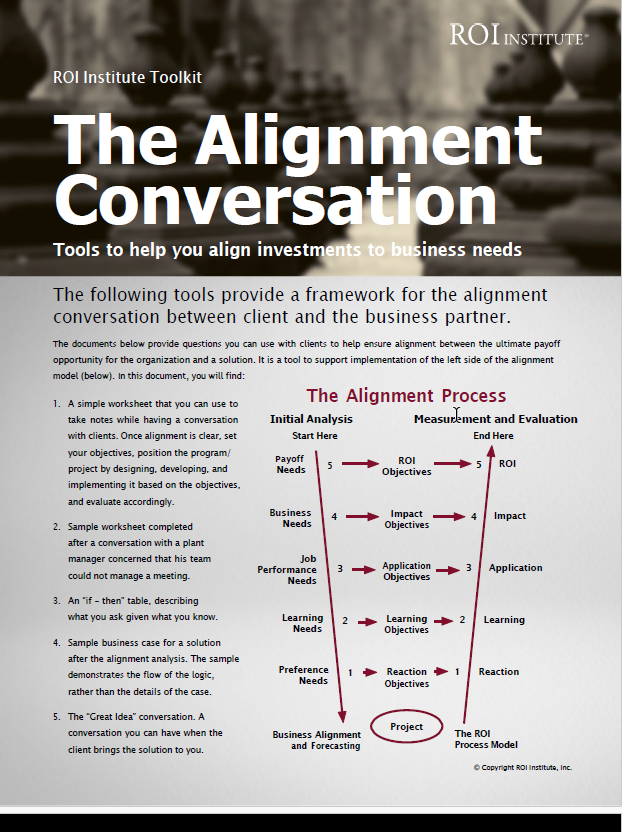 ROI INSTITUTE®
ROI Institute Toolkit
The Alignment
Conversation
Tools to help you align investments to business needs
The following tools provide a framework for the alignment
conversation between client and the business partner.
The documents below provide questions you can use with clients to help ensure alignment between the ultimate payoff
opportunity for the organization and a solution. It is a tool to support implementation of the left side of the alignment
model (below). In this document, you will find:
1. A simple worksheet that you can use to
take notes while having a conversation
with clients. Once alignment is clear, set
your objectives, position the program/
project by designing, developing, and
implementing it based on the objectives,
and evaluate accordingly.
2. Sample worksheet completed
after a conversation with a plant
manager concerned that his team
could not manage a meeting.
3. An "if – then" table, describing
what you ask given what you know.
4. Sample business case for a solution
after the alignment analysis. The sample
demonstrates the flow of the logic,
rather than the details of the case.
5. The "Great Idea" conversation. A
conversation you can have when the
client brings the solution to you.
The Alignment Process
Initial Analysis Measurement and Evaluation
Start Here End Here
Payoff
Needs 5 ROI
Objectives 5 ROI
Business
Needs 4 Impact
Objectives 4 Impact
Job
Performance
Needs 3 Application
Objectives 3 Application
Learning
Needs 2 Learning
Objectives 2 Learning
Preference
Needs 1 Reaction
Objectives 1 Reaction
Business Alignment
and Forecasting
Project
The ROI
Process Model
© Copyright ROI Institute, Inc.